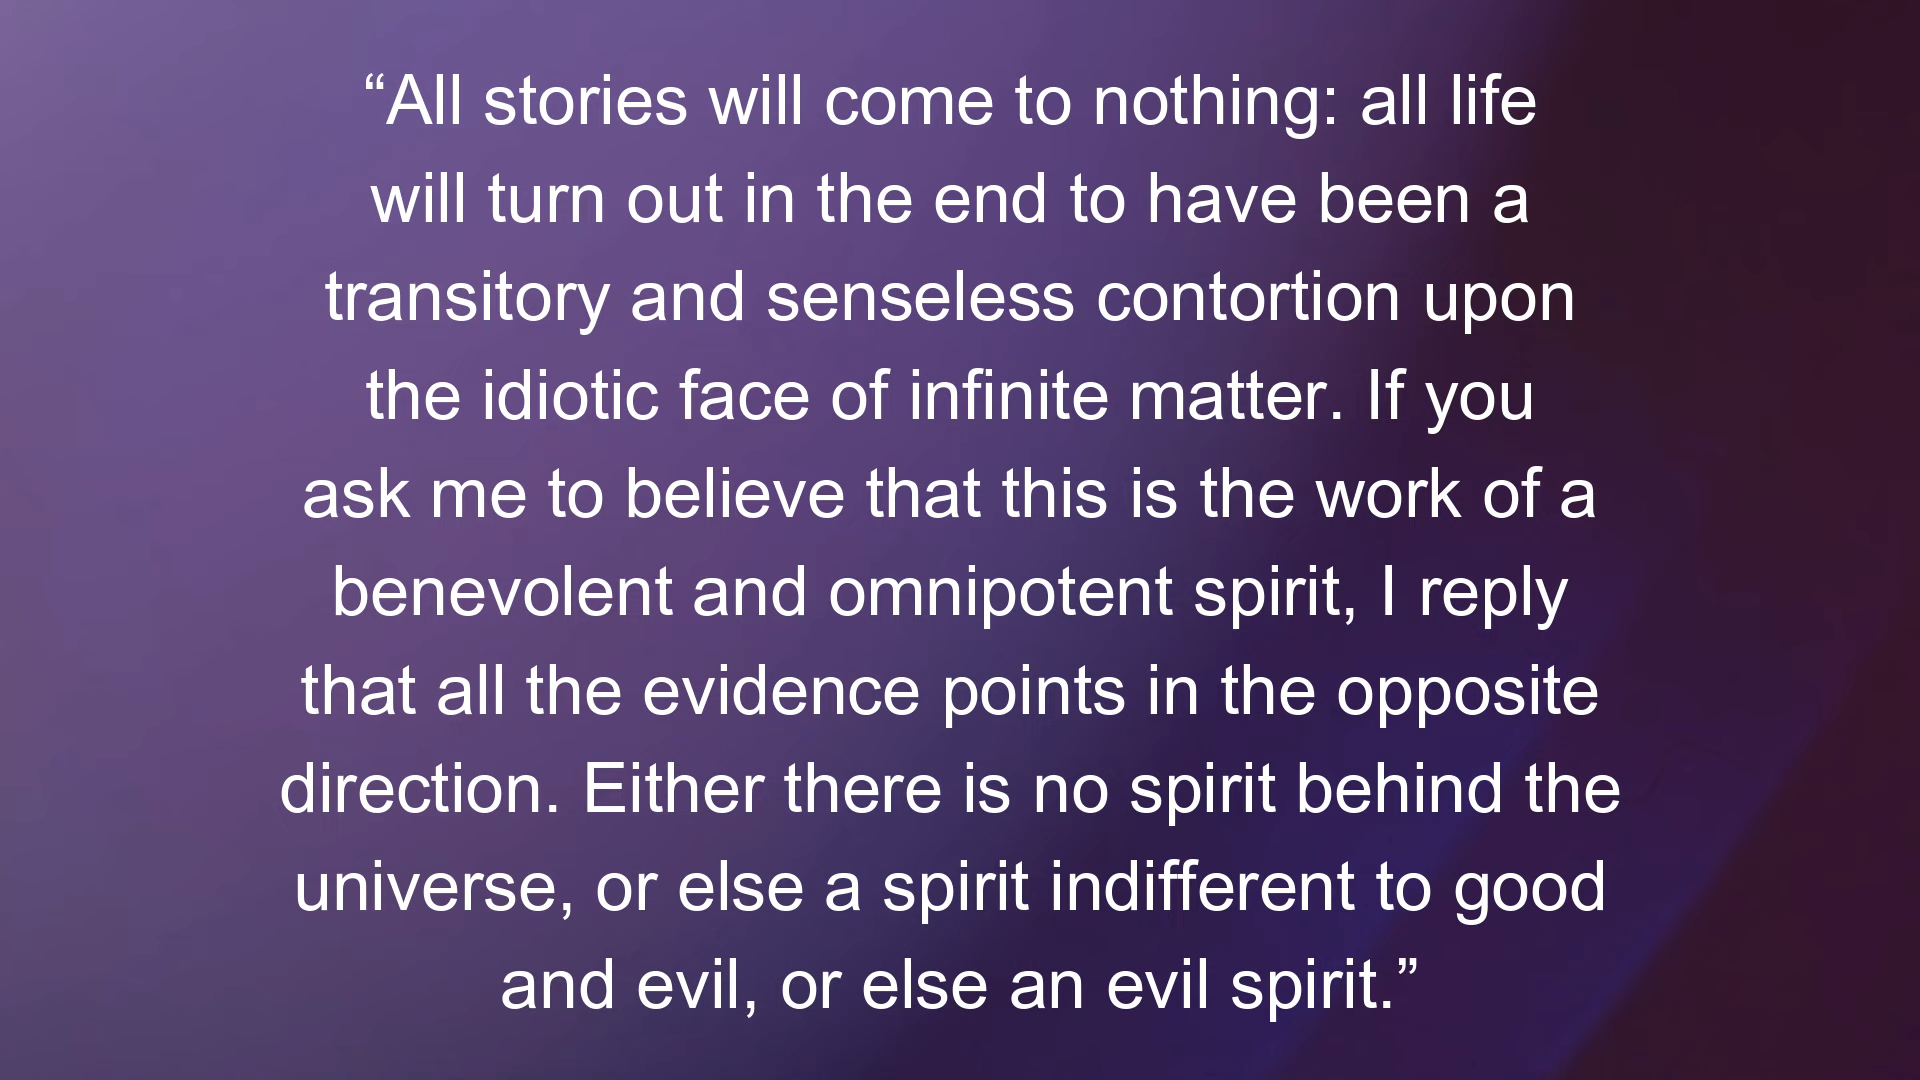 “All stories will come to nothing: all life
will turn out in the end to have been a
transitory and senseless contortion upon
the idiotic face of infinite matter. If you
ask me to believe that this is the work of a
benevolent and omnipotent spirit, I reply
that all the evidence points in the opposite
direction. Either there is no spirit behind the
universe, or else a spirit indifferent to good
and evil, or else an evil spirit.”